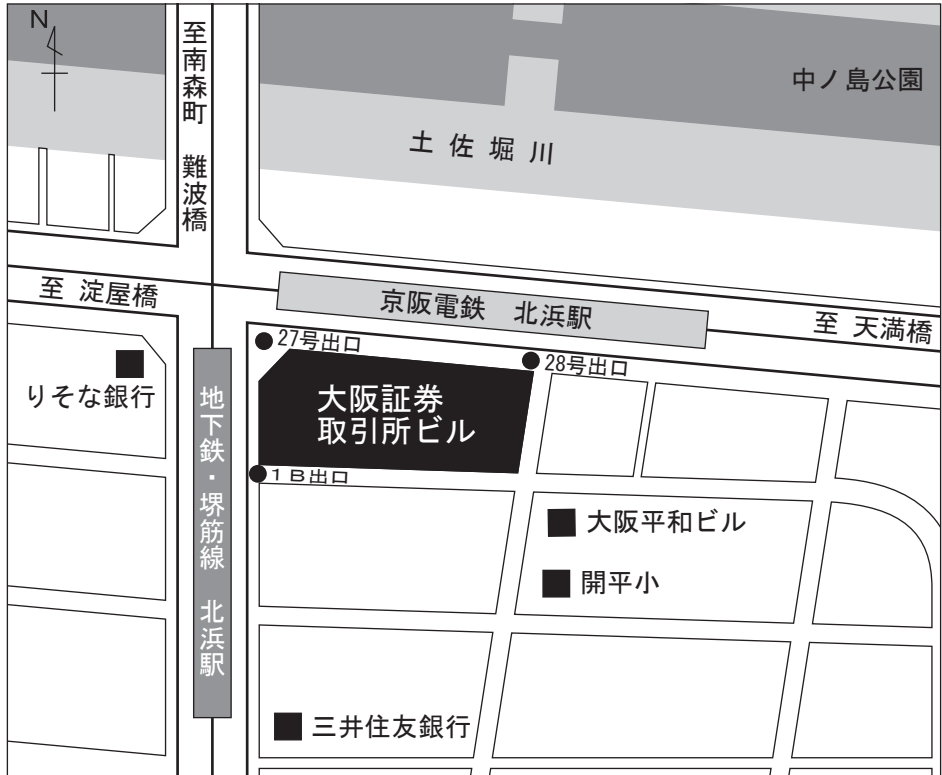 N
至南森町　難波橋
中ノ島公園
土佐堀川
至 淀屋橋
京阪電鉄　北浜駅
至 天満橋
27号出口
28号出口
りそな銀行
大阪証券
取引所ビル
地下鉄・堺筋線　北浜駅
1B出口
大阪平和ビル
開平小
三井住友銀行